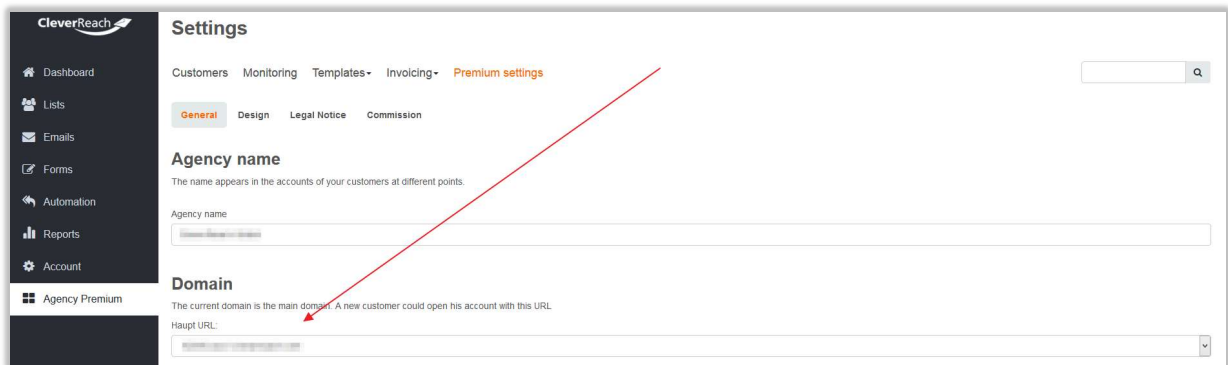 CleverReach
Settings
Dashboard
Lists
Emails
Forms
Automation
Reports
Account
Agency Premium
Customers Monitoring Templates Invoicing Premium settings
General Design Legal Notice Commission
Agency name
The name appears in the accounts of your customers at different points.
Agency name
Domain
The current domain is the main domain. A new customer could open his account with this URL
Haupt URL: